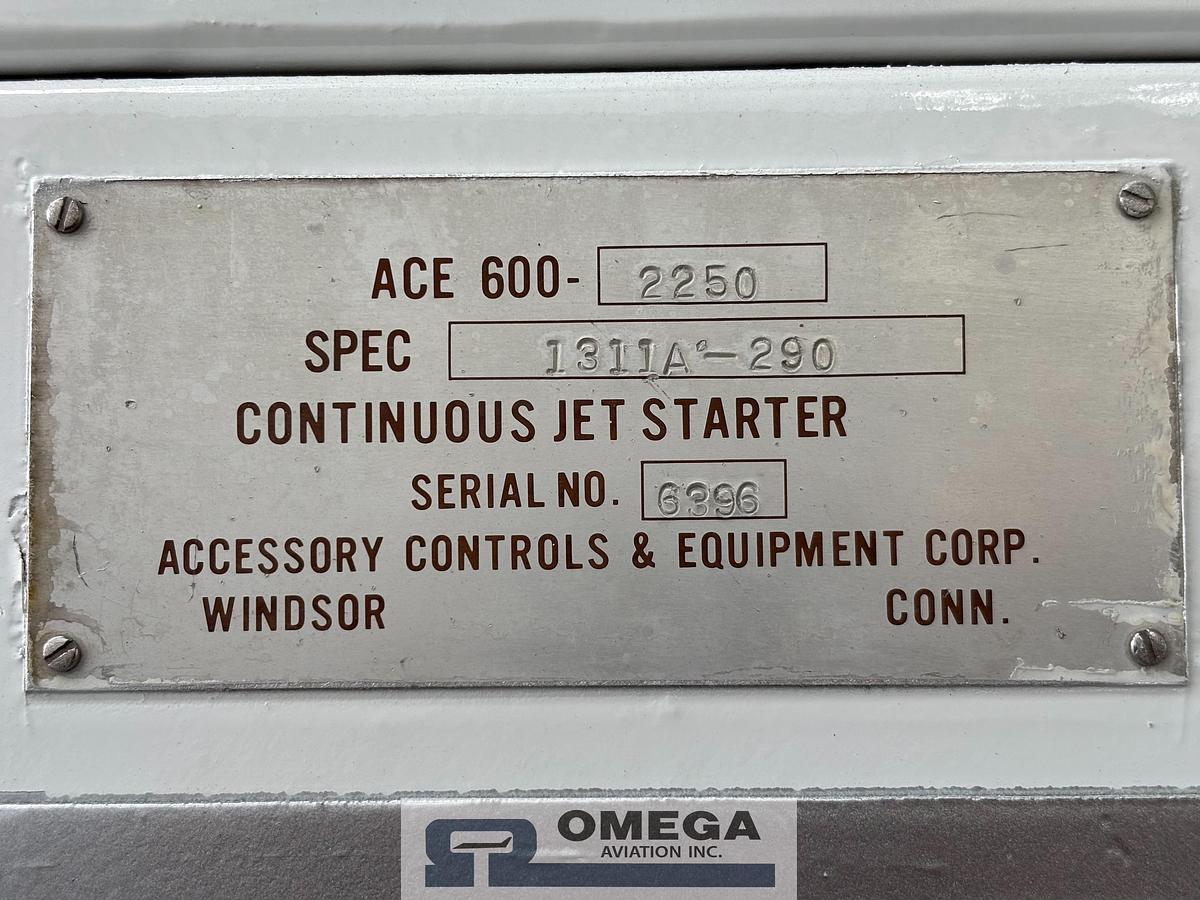 ACE 600- 2250
SPEC 1311A-290
CONTINUOUS JET STARTER
SERIAL NO. 6396
ACCESSORY CONTROLS & EQUIPMENT CORP.
WINDSOR CONN.
OMEGA
AVIATION INC.